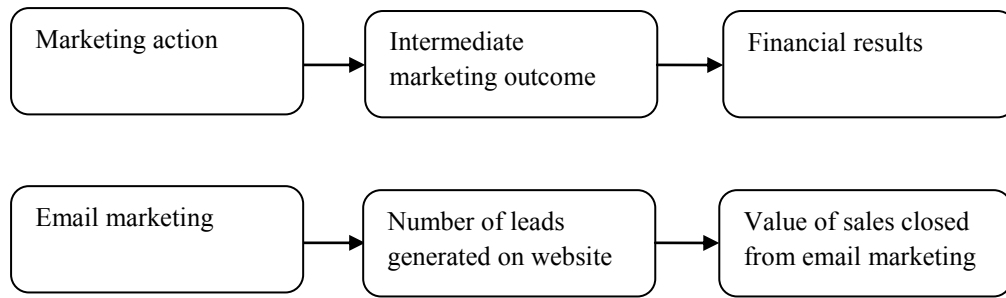 Marketing action
Intermediate
marketing outcome
Financial results
Email marketing
Number of leads
generated on website
Value of sales closed
from email marketing